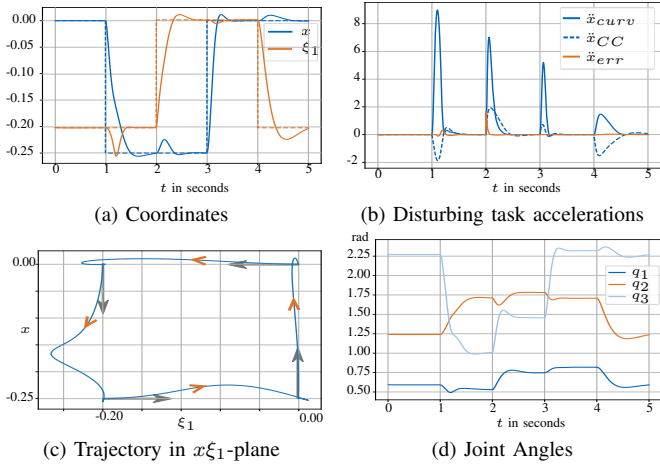 0.00
-0.05
-0.10
-0.15
-0.20
-0.25
x
ξ1
0 1 2 3 4 5
t in seconds
(a) Coordinates
8
6
4
2
0
-2
ẍcurv
ẍCC
ẍerr
0 1 2 3 4 5
t in seconds
(b) Disturbing task accelerations
0.00
x
-0.25
-0.20
0.00
ξ1
(c) Trajectory in xξ1-plane
rad
2.25
2.00
1.75
1.50
1.25
1.00
0.75
0.50
q1
q2
q3
0 1 2 3 4 5
t in seconds
(d) Joint Angles